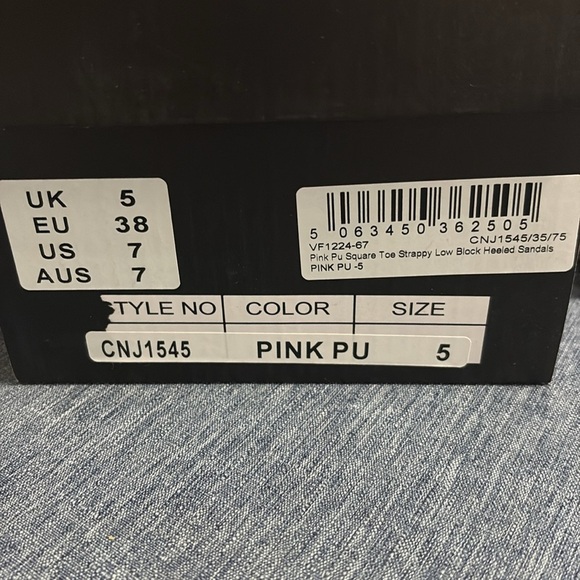 UK 5
EU 38
US 7
AUS 7
5 063450 362505
VF1224-67 CNJ1545/35/75
Pink Pu Square Toe Strappy Low Block Heeled Sandals
PINK PU -5
STYLE NO COLOR SIZE
CNJ1545 PINK PU 5